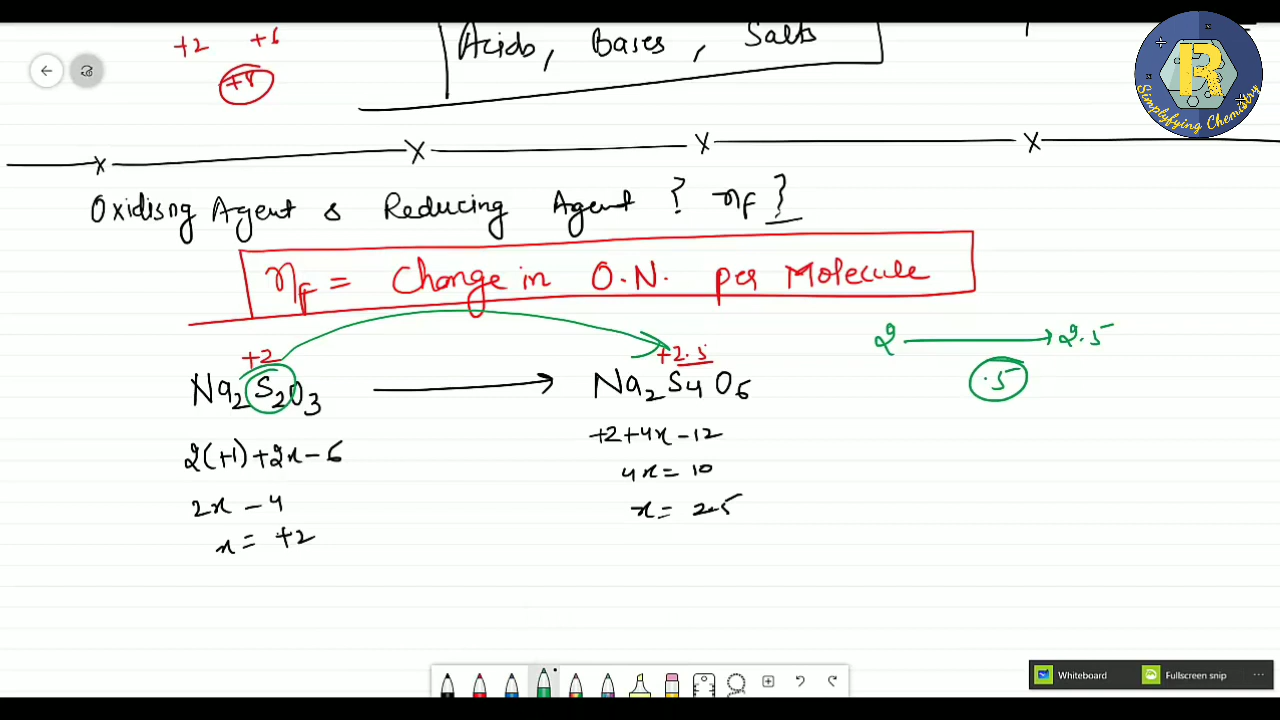 +2 +6
+8
Acids, Bases, Salts
R
Simplyfying Chemistry
Oxidisng Agent & Reducing Agent ? nF ?
nF = Change in O.N. per Molecule
+2
+2.5
2 → 2.5
.5
Na2S2O3 → Na2S4O6
2(+1)+2x-6
2x-4
x = +2
+2+4x-12
4x = 10
x = 2.5
Whiteboard
Fullscreen snip